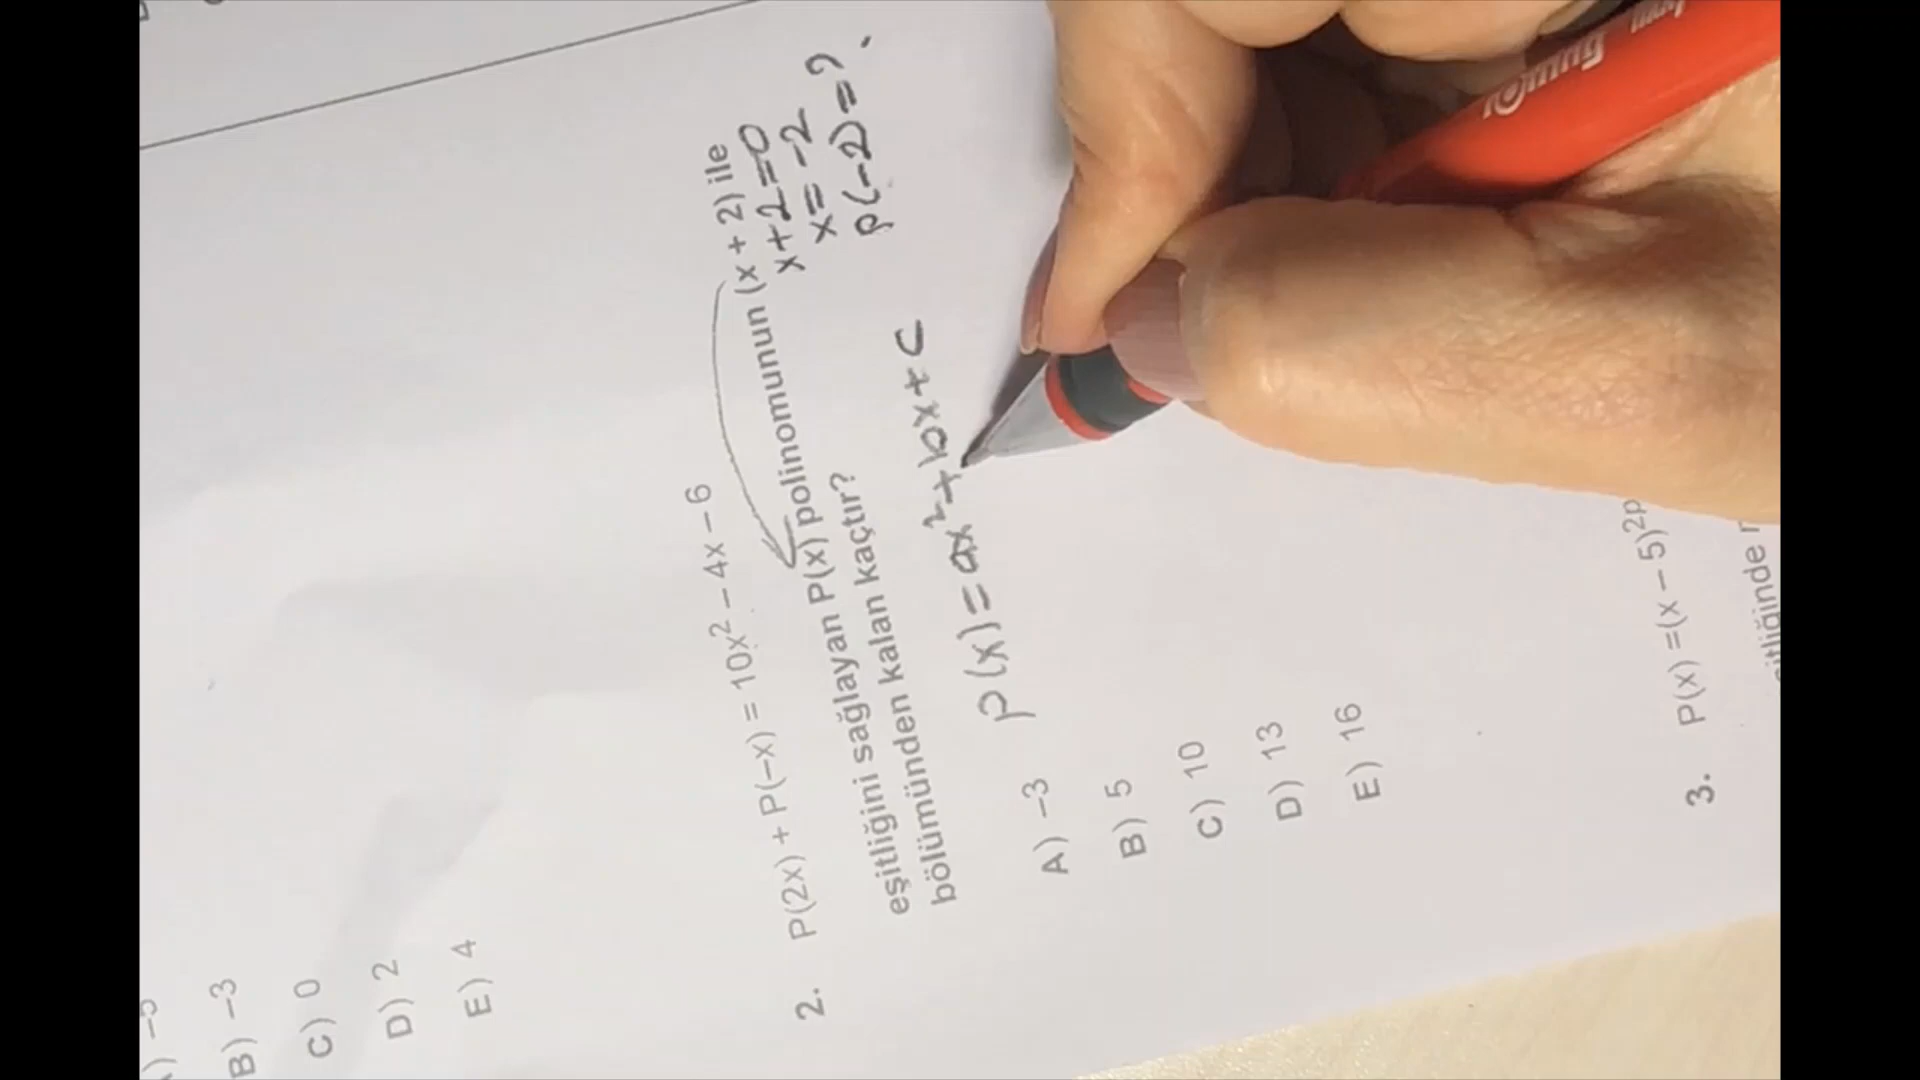 B) −3
C) 0
D) 2
E) 4
2. P(2x) + P(−x) = 10x² − 4x − 6
eşitliğini sağlayan P(x) polinomunun (x + 2) ile
bölümünden kalan kaçtır?
x+2=0
x=-2
P(-2)=?
P(x)=ax²+bx+c
A) −3
B) 5
C) 10
D) 13
E) 16
3. P(x) =(x − 5)²ᵖ